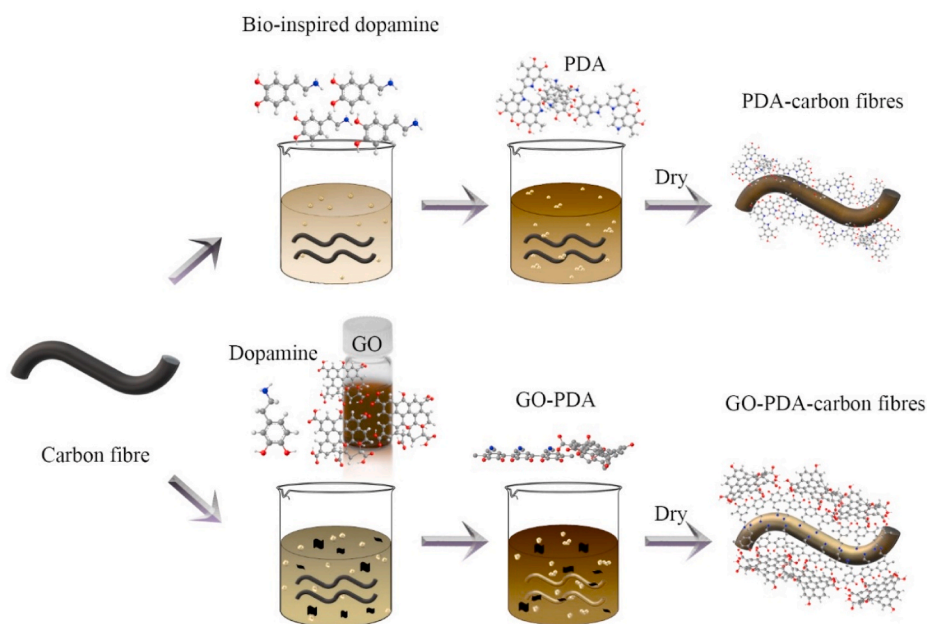 Bio-inspired dopamine
PDA
PDA-carbon fibres
Dry
Carbon fibre
Dopamine
GO
GO-PDA
GO-PDA-carbon fibres
Dry